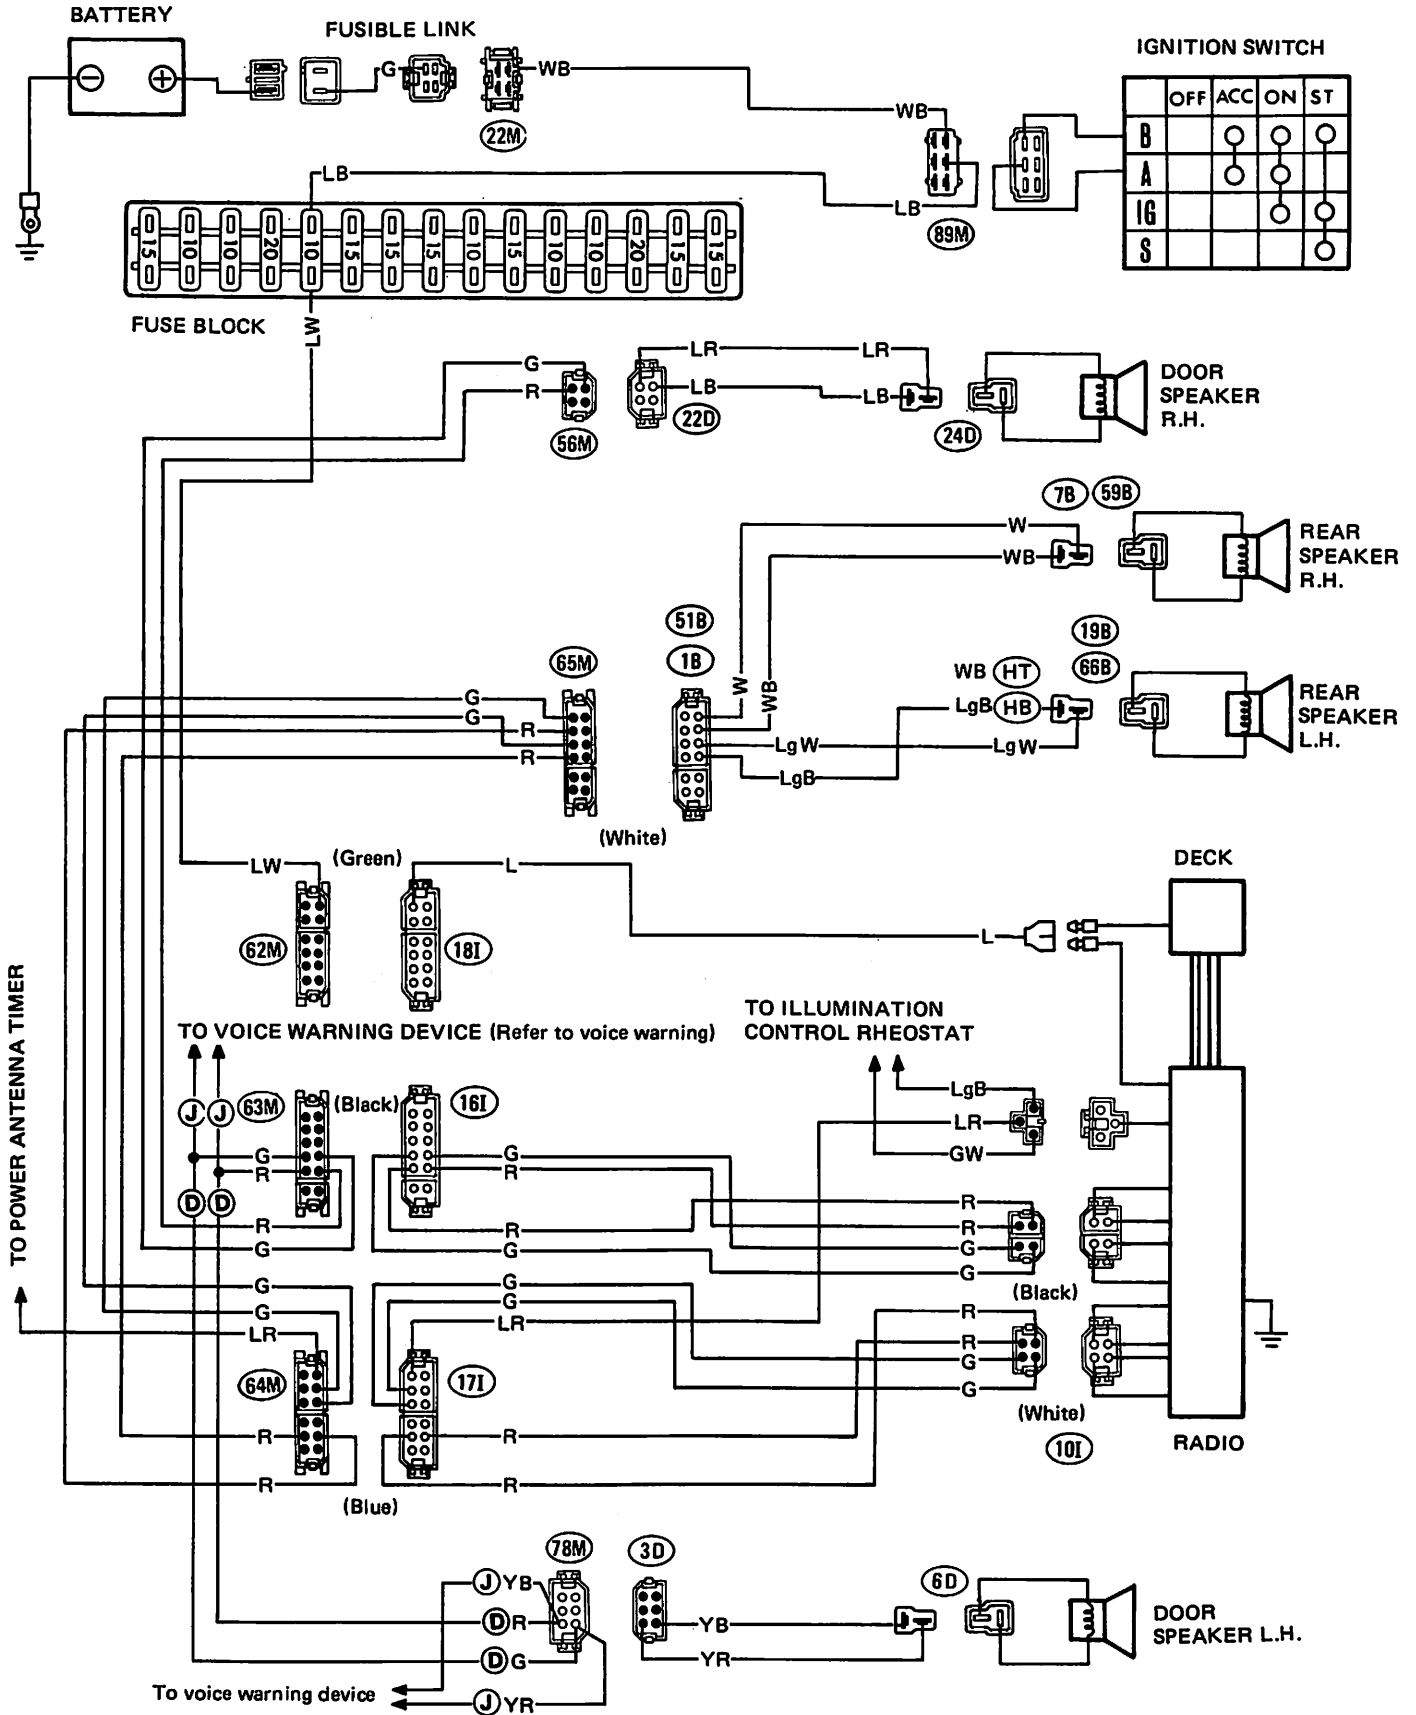 BATTERY
FUSIBLE LINK
IGNITION SWITCH
G
WB
WB
22M
OFF ACC ON ST
B
A
IG
S
LB
LB
89M
15 10 10 20 10 15 15 15 10 15 10 10 20 15 15
FUSE BLOCK
LW
G
R
56M
LR
LR
LB
LB
22D
24D
DOOR
SPEAKER
R.H.
7B
59B
W
WB
REAR
SPEAKER
R.H.
51B
1B
65M
W
WB
19B
66B
WB HT
LgB HB
REAR
SPEAKER
L.H.
G
G
R
R
LgW
LgW
LgB
(White)
LW
(Green)
L
62M
18I
L
DECK
TO POWER ANTENNA TIMER
TO VOICE WARNING DEVICE (Refer to voice warning)
TO ILLUMINATION
CONTROL RHEOSTAT
J
J
63M
(Black)
16I
LgB
LR
GW
G
R
G
R
D
D
R
G
R
G
R
R
G
G
(Black)
G
G
LR
G
G
LR
R
R
G
G
64M
17I
(White)
10I
RADIO
R
R
R
R
(Blue)
78M
3D
6D
J YB
D R
D G
J YR
YB
YR
DOOR
SPEAKER L.H.
To voice warning device